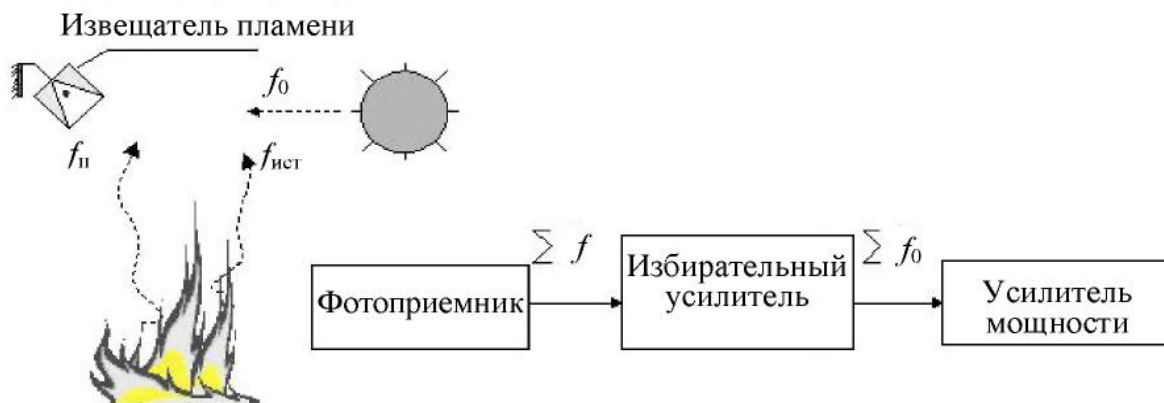 Извещатель пламени
f₀
fп
fист
∑ f
∑ f₀
Фотоприемник
Избирательный
усилитель
Усилитель
мощности